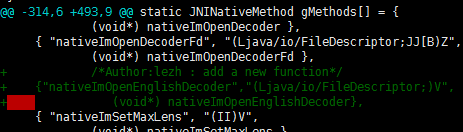 @@ -314,6 +493,9 @@ static JNINativeMethod gMethods[] = {
(void*) nativeImOpenDecoder },
{ "nativeImOpenDecoderFd", "(Ljava/io/FileDescriptor;JJ[B)Z",
(void*) nativeImOpenDecoderFd },
+ /*Author:lezh : add a new function*/
+ {"nativeImOpenEnglishDecoder","(Ljava/io/FileDescriptor;)V",
+ (void*) nativeImOpenEnglishDecoder},
{ "nativeImSetMaxLens", "(II)V",
(void*) nativeImSetMaxLens },